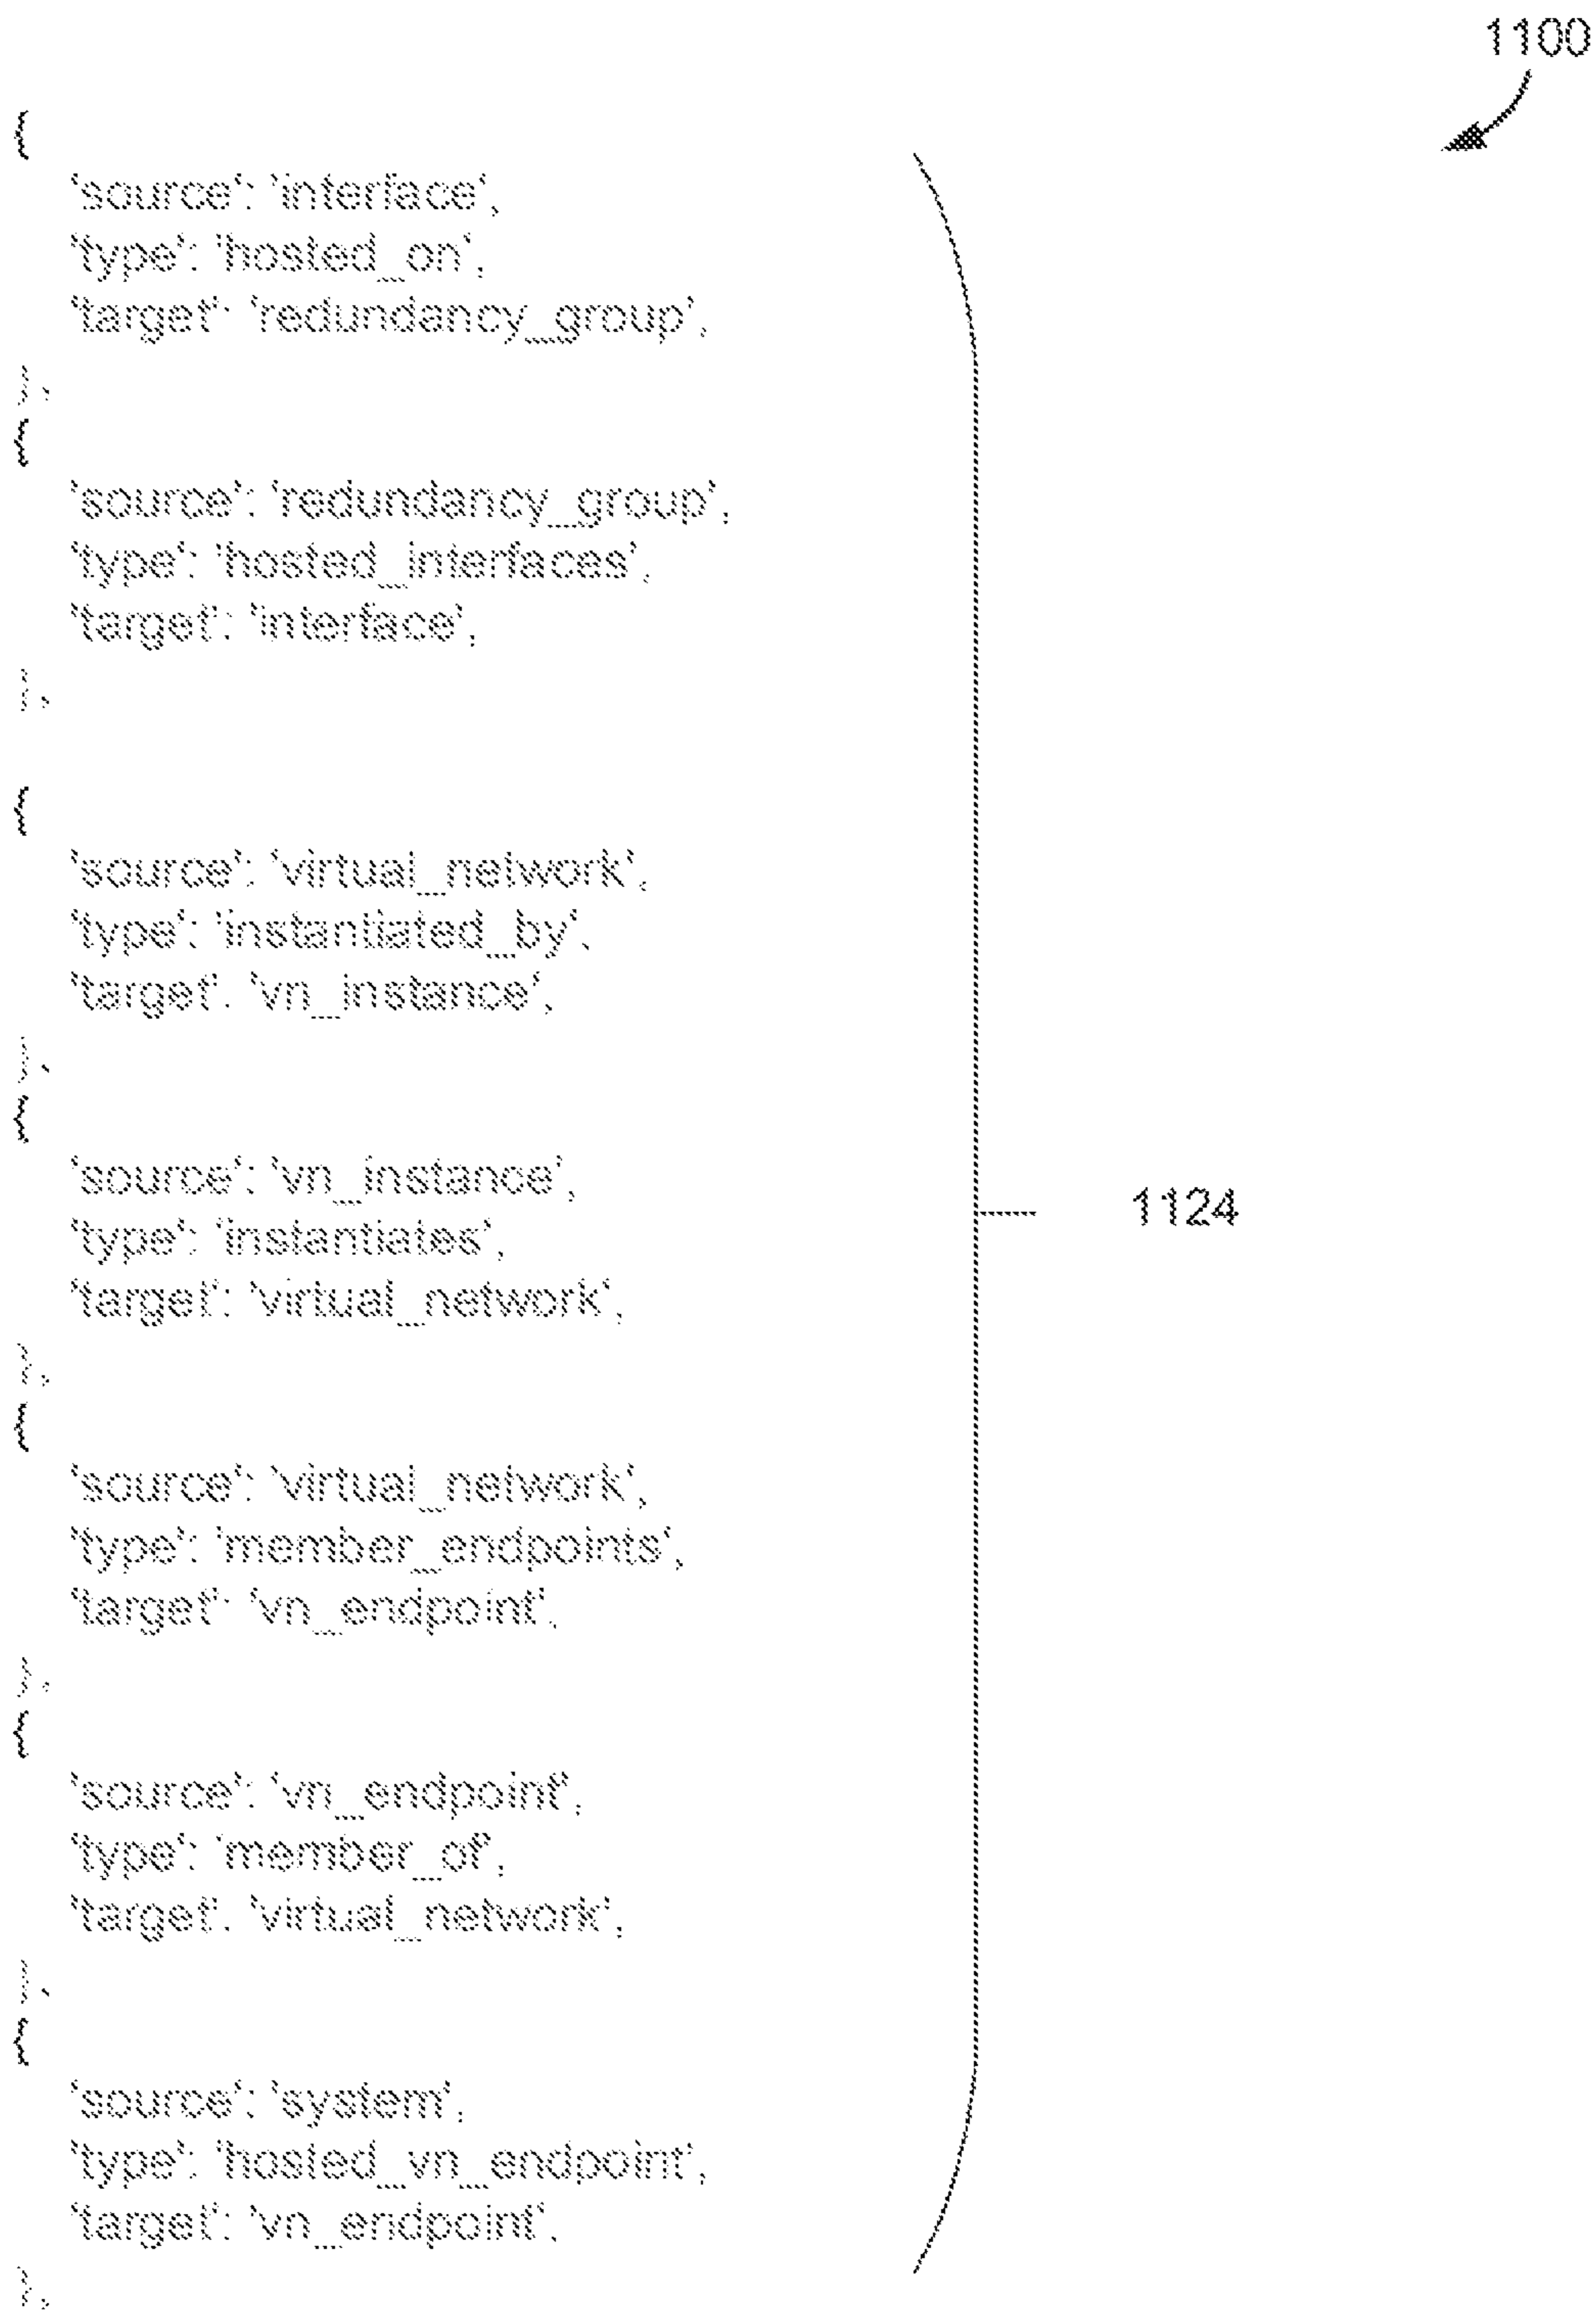 1100
{
'source': 'interface',
'type': 'hosted_on',
'target': 'redundancy_group',
},
{
'source': 'redundancy_group',
'type': 'hosted_interfaces',
'target': 'interface',
},
{
'source': 'virtual_network',
'type': 'instantiated_by',
'target': 'vn_instance',
},
{
'source': 'vn_instance',
'type': 'instantiates',
'target': 'virtual_network',
},
{
'source': 'virtual_network',
'type': 'member_endpoints',
'target': 'vn_endpoint',
},
{
'source': 'vn_endpoint',
'type': 'member_of',
'target': 'virtual_network',
},
{
'source': 'system',
'type': 'hosted_vn_endpoint',
'target': 'vn_endpoint',
},
1124